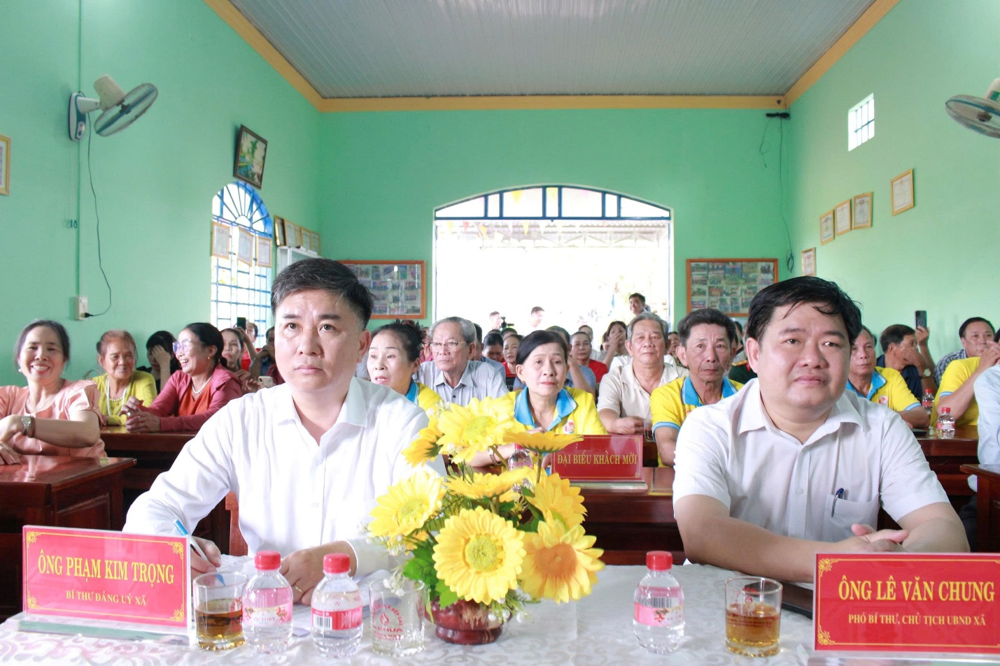 ÔNG PHẠM KIM TRỌNG
BÍ THƯ ĐẢNG UỶ XÃ
ĐẠI BIỂU KHÁCH MỜI
ÔNG LÊ VĂN CHUNG
PHÓ BÍ THƯ, CHỦ TỊCH UBND XÃ
VICTORY